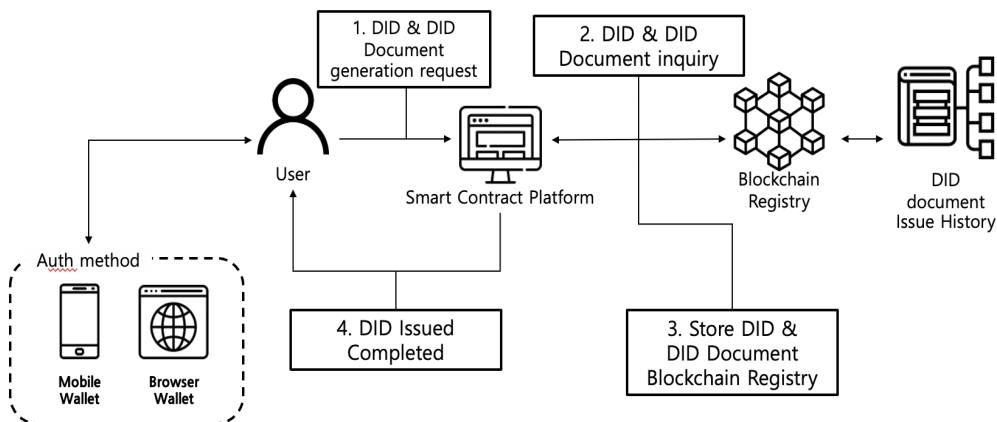 1. DID & DID
Document
generation request
2. DID & DID
Document inquiry
User
Smart Contract Platform
Blockchain
Registry
DID
document
Issue History
Auth method
Mobile
Wallet
Browser
Wallet
4. DID Issued
Completed
3. Store DID &
DID Document
Blockchain Registry